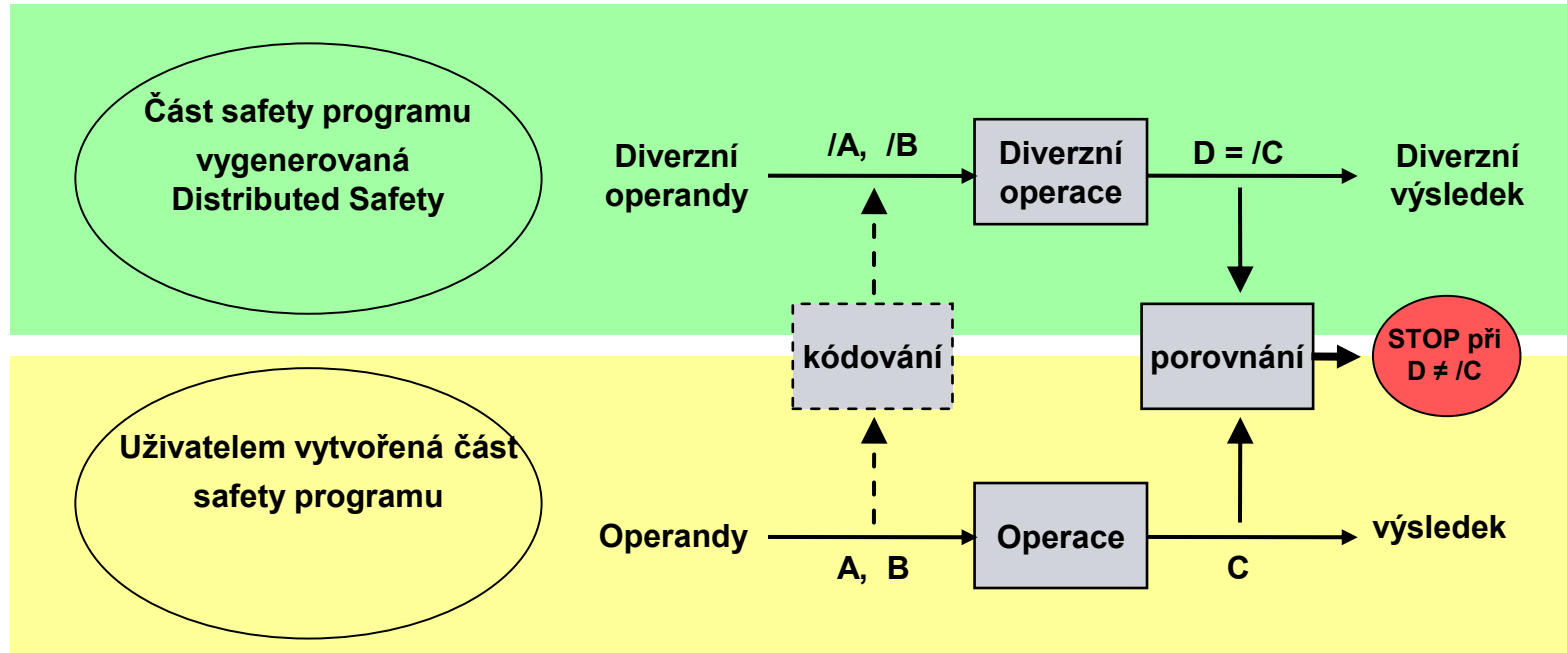 Část safety programu
vygenerovaná
Distributed Safety
Diverzní
operandy
/A, /B
Diverzní
operace
D = /C
Diverzní
výsledek
kódování
porovnání
STOP při
D ≠ /C
Uživatelem vytvořená část
safety programu
Operandy
A, B
Operace
C
výsledek